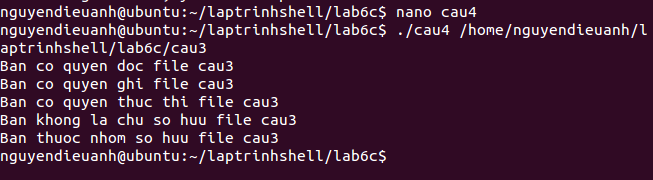 nguyendieuanh@ubuntu:~/laptrinhshell/lab6c$ nano cau4
nguyendieuanh@ubuntu:~/laptrinhshell/lab6c$ ./cau4 /home/nguyendieuanh/l
aptrinhshell/lab6c/cau3
Ban co quyen doc file cau3
Ban co quyen ghi file cau3
Ban co quyen thuc thi file cau3
Ban khong la chu so huu file cau3
Ban thuoc nhom so huu file cau3
nguyendieuanh@ubuntu:~/laptrinhshell/lab6c$